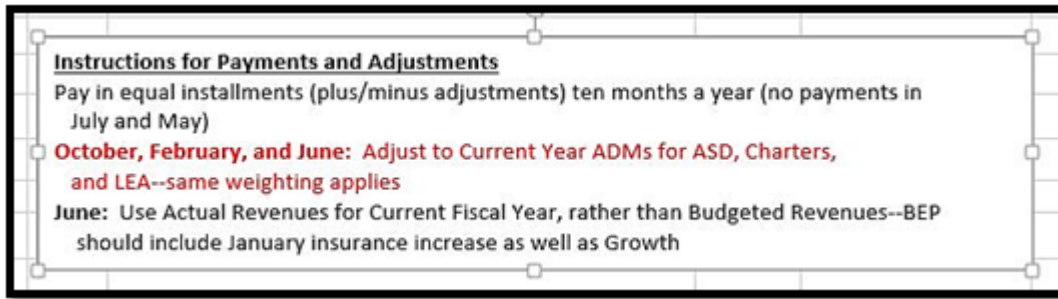 Instructions for Payments and Adjustments
Pay in equal installments (plus/minus adjustments) ten months a year (no payments in
July and May)
October, February, and June:  Adjust to Current Year ADMs for ASD, Charters,
and LEA--same weighting applies
June:  Use Actual Revenues for Current Fiscal Year, rather than Budgeted Revenues--BEP
should include January insurance increase as well as Growth